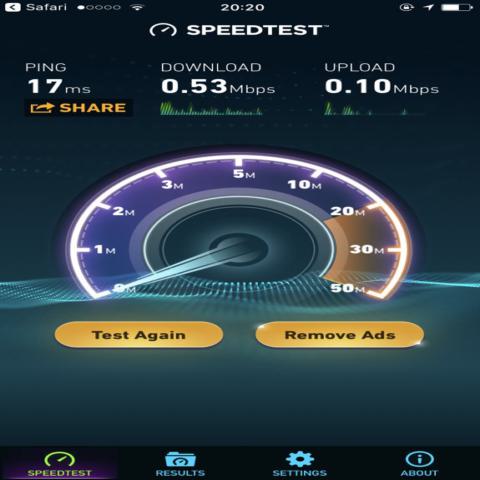 Safari 20:20
SPEEDTEST™
PING DOWNLOAD UPLOAD
17ms 0.53Mbps 0.10Mbps
SHARE
5M
3M 10M
2M 20M
1M 30M
0M 50M
Test Again Remove Ads
SPEEDTEST RESULTS SETTINGS ABOUT